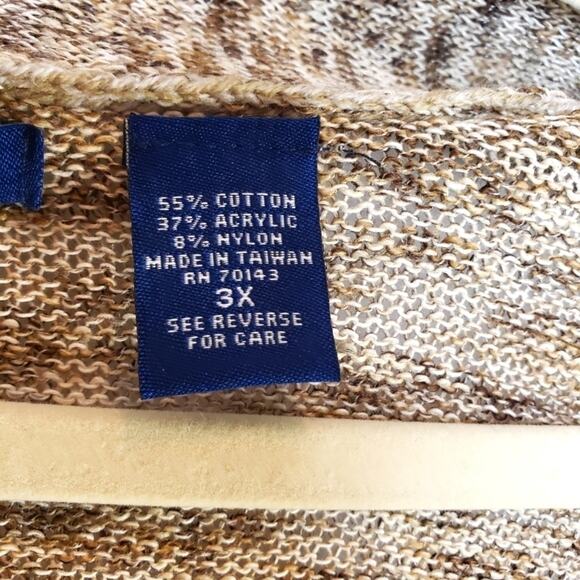 55% COTTON
37% ACRYLIC
8% NYLON
MADE IN TAIWAN
RN 70143
3X
SEE REVERSE
FOR CARE